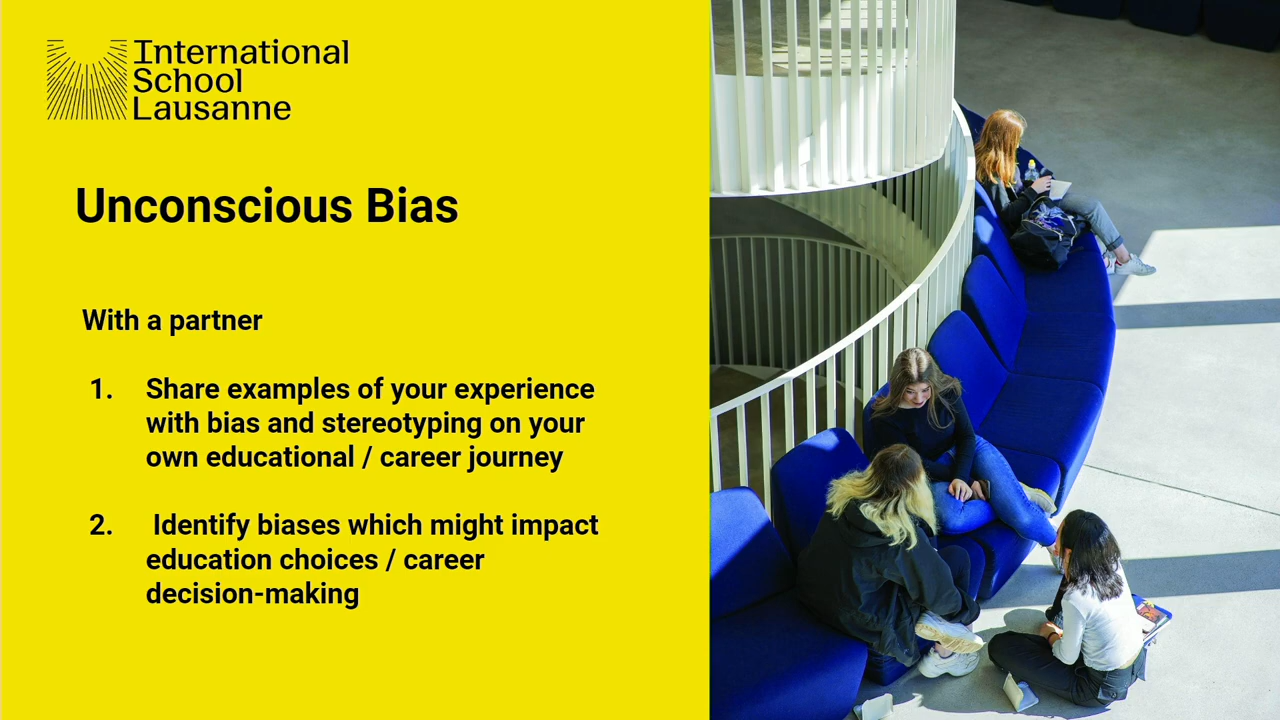 International
School
Lausanne
Unconscious Bias
With a partner
1. Share examples of your experience
with bias and stereotyping on your
own educational / career journey
2. Identify biases which might impact
education choices / career
decision-making